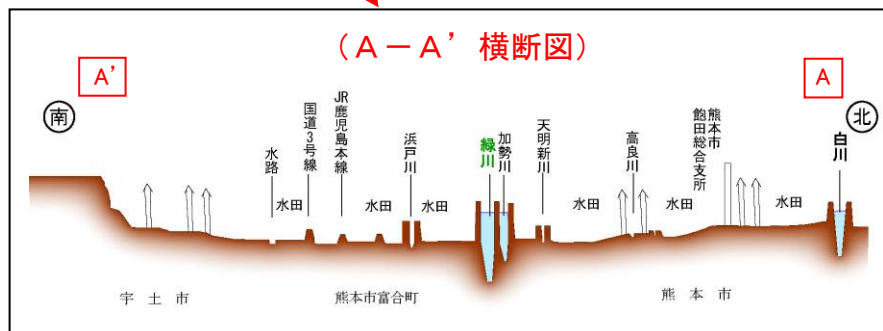 （A－A’ 横断図）
A’
A
南
北
水路
国道3号線
JR鹿児島本線
浜戸川
緑川
加勢川
天明新川
高良川
熊本市
飽田総合支所
白川
水田
水田
水田
水田
水田
水田
宇土市
熊本市富合町
熊本市